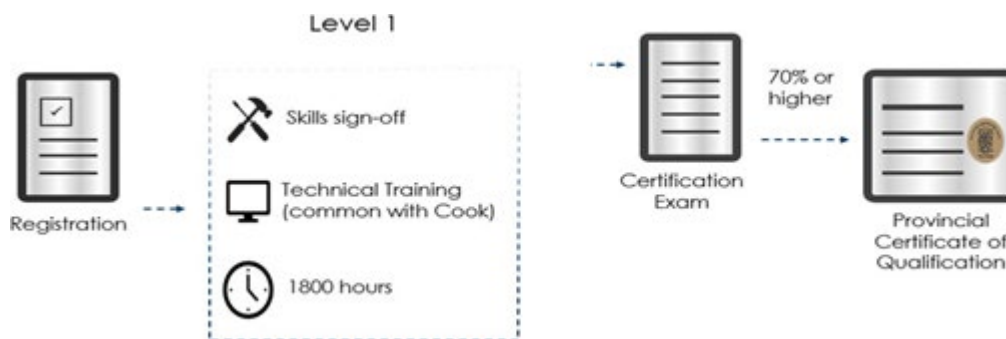 Level 1
Registration
Skills sign-off
Technical Training
(common with Cook)
1800 hours
Certification
Exam
70% or
higher
Provincial
Certificate of
Qualification